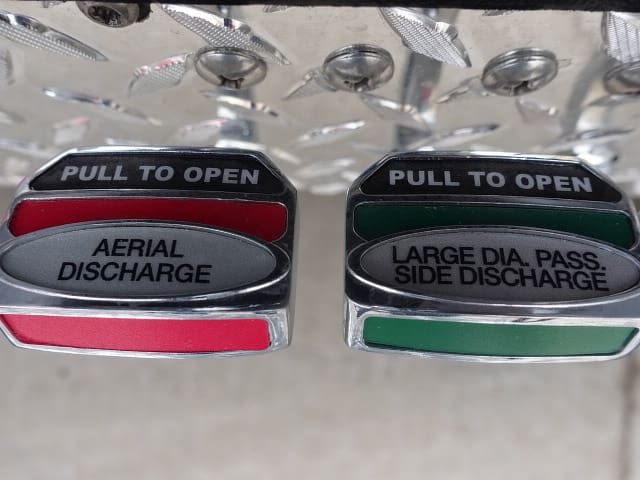 PULL TO OPEN
AERIAL
DISCHARGE
PULL TO OPEN
LARGE DIA. PASS.
SIDE DISCHARGE